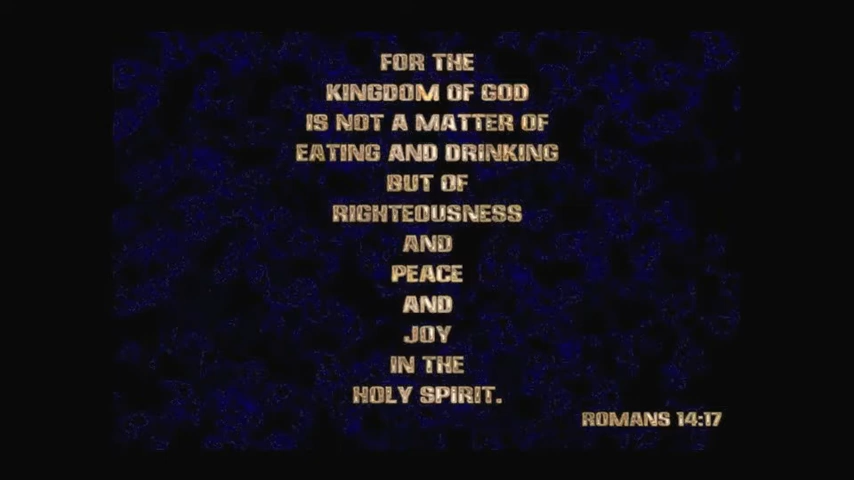 FOR THE
KINGDOM OF GOD
IS NOT A MATTER OF
EATING AND DRINKING
BUT OF
RIGHTEOUSNESS
AND
PEACE
AND
JOY
IN THE
HOLY SPIRIT.
ROMANS 14:17